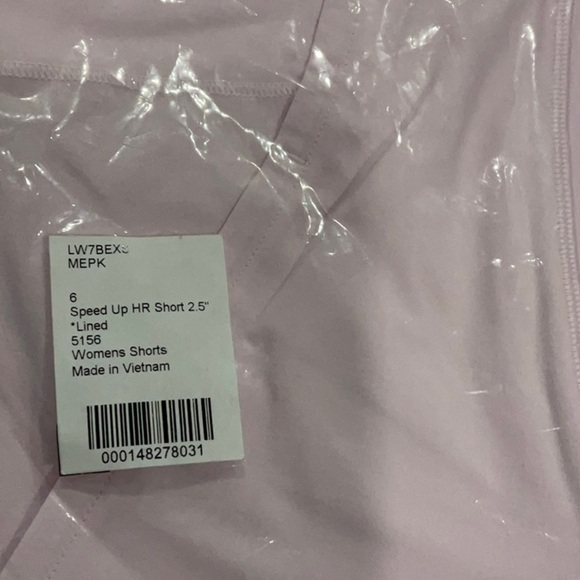 LW7BEXS
MEPK
6
Speed Up HR Short 2.5"
*Lined
5156
Womens Shorts
Made in Vietnam
000148278031